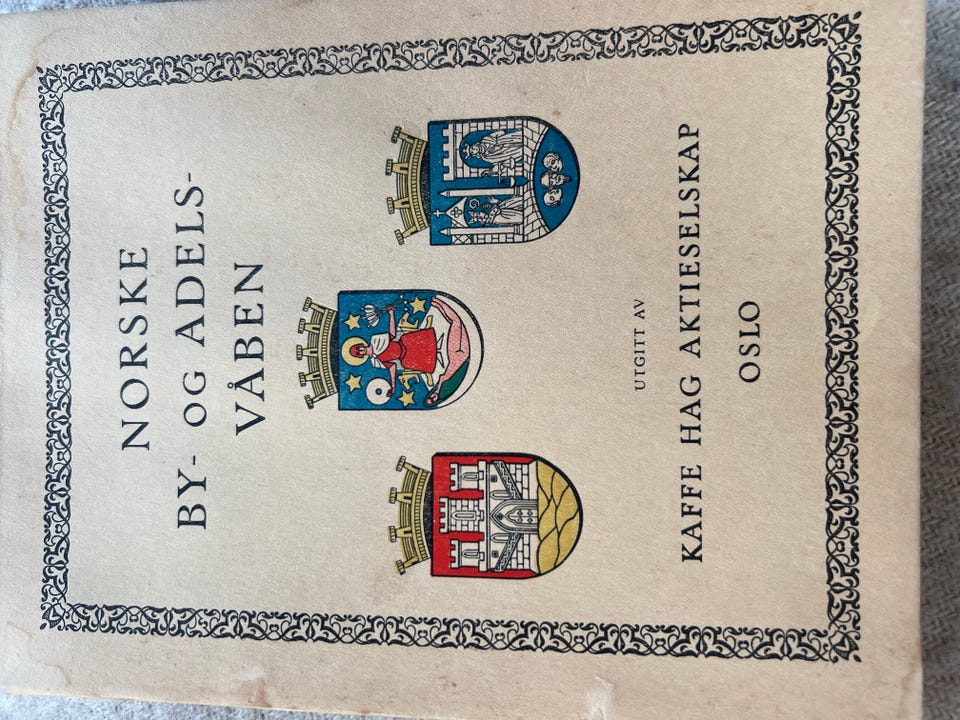 NORSKE
BY- OG ADELS-
VÅBEN
UTGITT AV
KAFFE HAG AKTIESELSKAP
OSLO